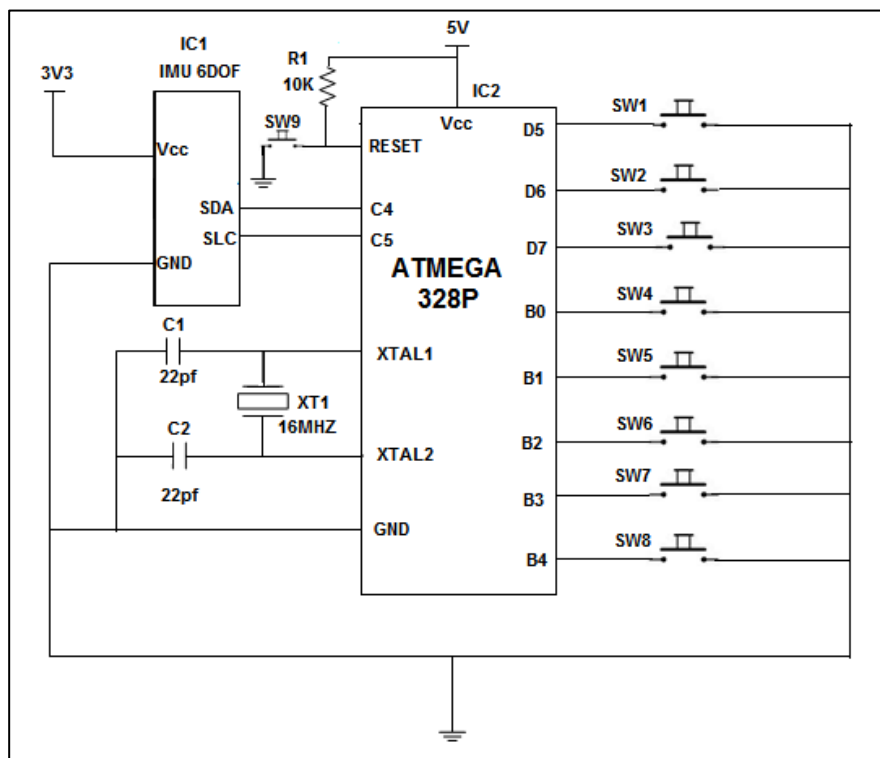 5V
IC1
IMU 6DOF
R1
10K
3V3
IC2
SW1
SW9
Vcc
D5
Vcc
RESET
SW2
SDA
C4
D6
SLC
C5
SW3
GND
ATMEGA
328P
D7
SW4
C1
B0
XTAL1
SW5
22pf
B1
XT1
16MHZ
C2
SW6
XTAL2
B2
SW7
22pf
B3
GND
SW8
B4